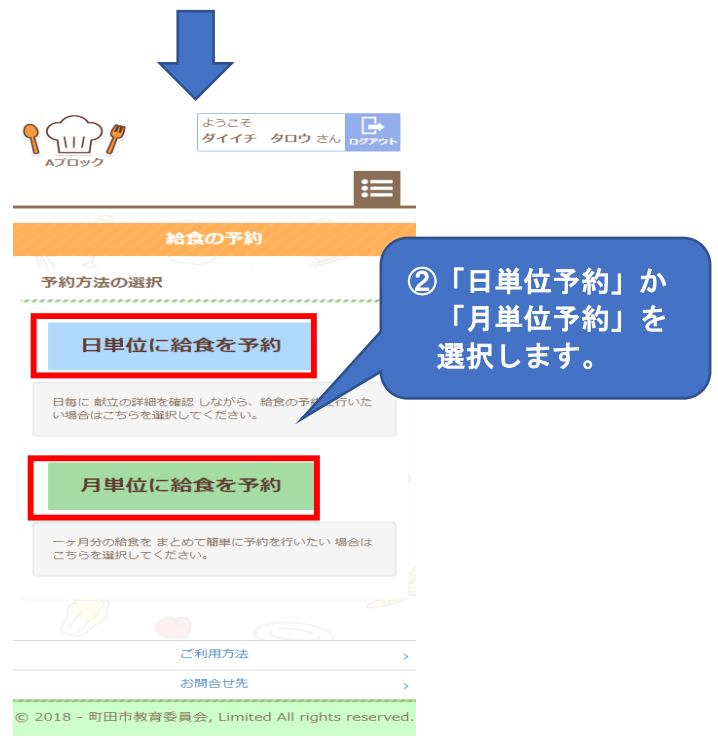 ようこそ
ダイイチ　タロウ さん
ログアウト
Aブロック
給食の予約
予約方法の選択
②「日単位予約」か
「月単位予約」を
選択します。
日単位に給食を予約
日毎に 献立の詳細を確認 しながら、給食の予約を行いた
い場合はこちらを選択してください。
月単位に給食を予約
一ヶ月分の給食を まとめて簡単に予約を行いたい 場合は
こちらを選択してください。
ご利用方法
お問合せ先
© 2018 - 町田市教育委員会, Limited All rights reserved.